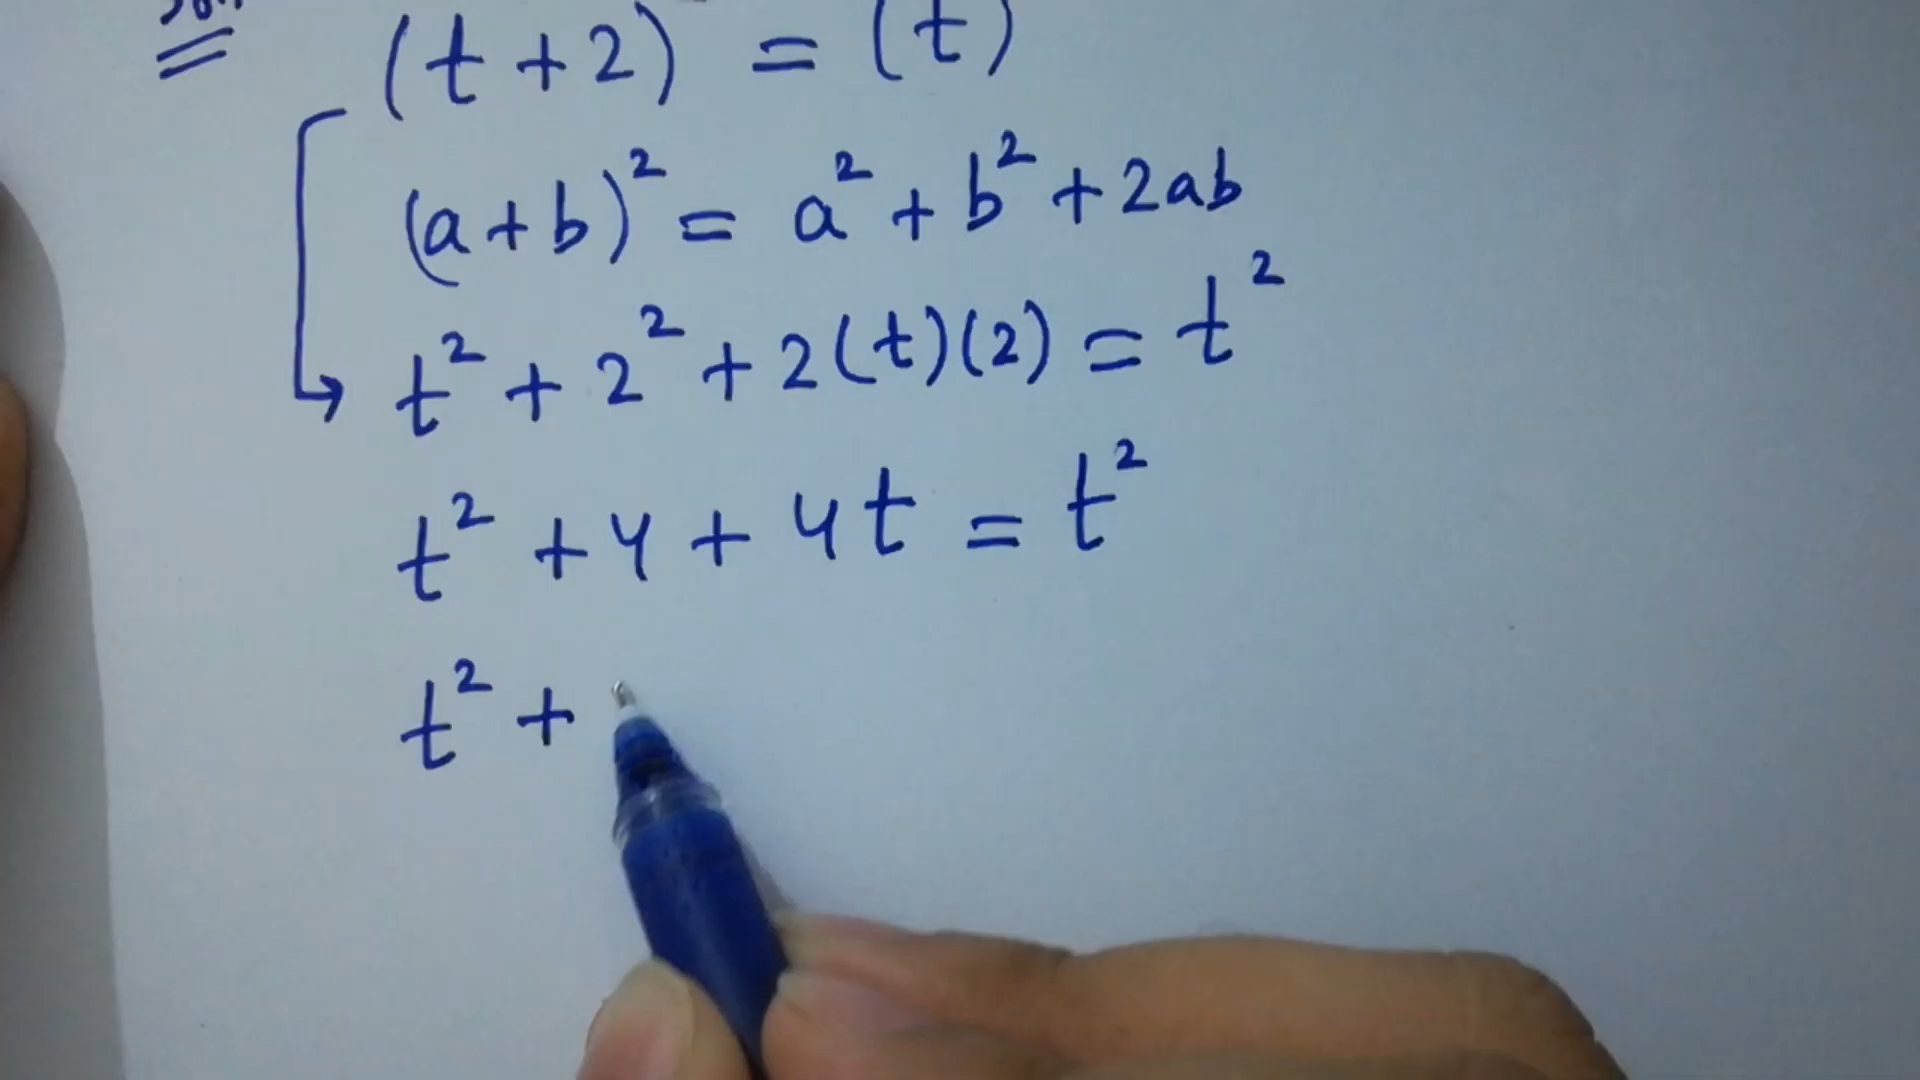 (t+2) = (t)
(a+b)² = a² + b² + 2ab
t² + 2² + 2(t)(2) = t²
t² + 4 + 4t = t²
t² +